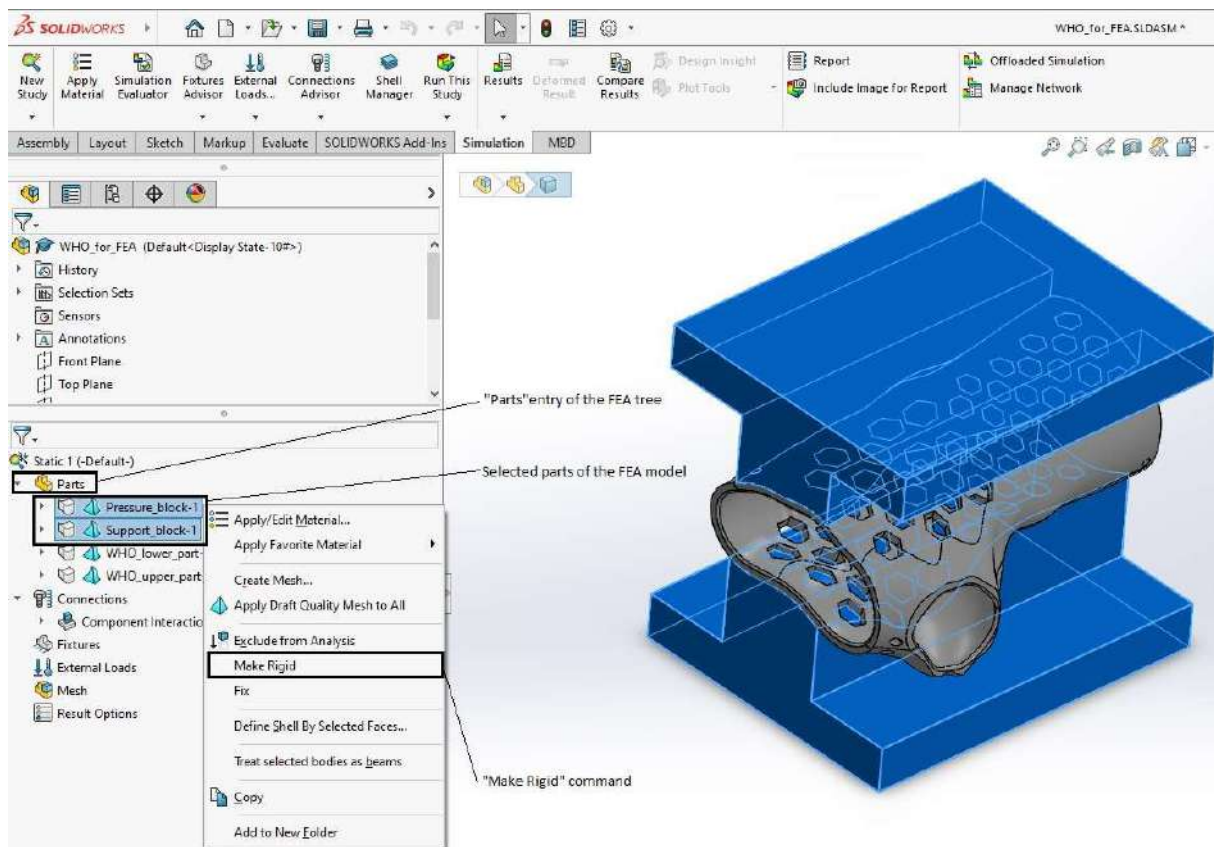 SOLIDWORKS
WHO_for_FEA.SLDASM *
New Study
Apply Material
Simulation Evaluator
Fixtures Advisor
External Loads...
Connections Advisor
Shell Manager
Run This Study
Results
Deformed Result
Compare Results
Design Insight
Plot Tools
Report
Include Image for Report
Offloaded Simulation
Manage Network
Assembly Layout Sketch Markup Evaluate SOLIDWORKS Add-Ins Simulation MBD
WHO_for_FEA (Default<Display State-10#>)
History
Selection Sets
Sensors
Annotations
Front Plane
Top Plane
"Parts"entry of the FEA tree
Static 1 (-Default-)
Selected parts of the FEA model
Parts
Pressure_block-1
Support_block-1
WHO_lower_part-
WHO_upper_part
Connections
Component Interactio
Fixtures
External Loads
Mesh
Result Options
Apply/Edit Material...
Apply Favorite Material
Create Mesh...
Apply Draft Quality Mesh to All
Exclude from Analysis
Make Rigid
Fix
Define Shell By Selected Faces...
Treat selected bodies as beams
"Make Rigid" command
Copy
Add to New Folder